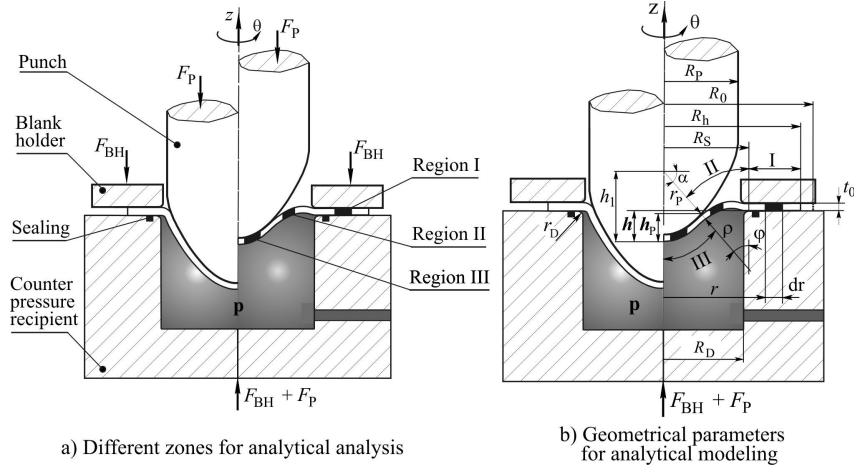 z
θ
F_P
F_P
Punch
Blank
holder
F_BH
F_BH
Region I
Sealing
Region II
Region III
Counter
pressure
recipient
p
F_BH + F_P
a) Different zones for analytical analysis
z
θ
R_P
R_0
R_h
R_S
II
I
α
r_P
h_1
t_0
h
h_P
r_D
ρ
φ
III
p
r
dr
R_D
F_BH + F_P
b) Geometrical parameters
for analytical modeling